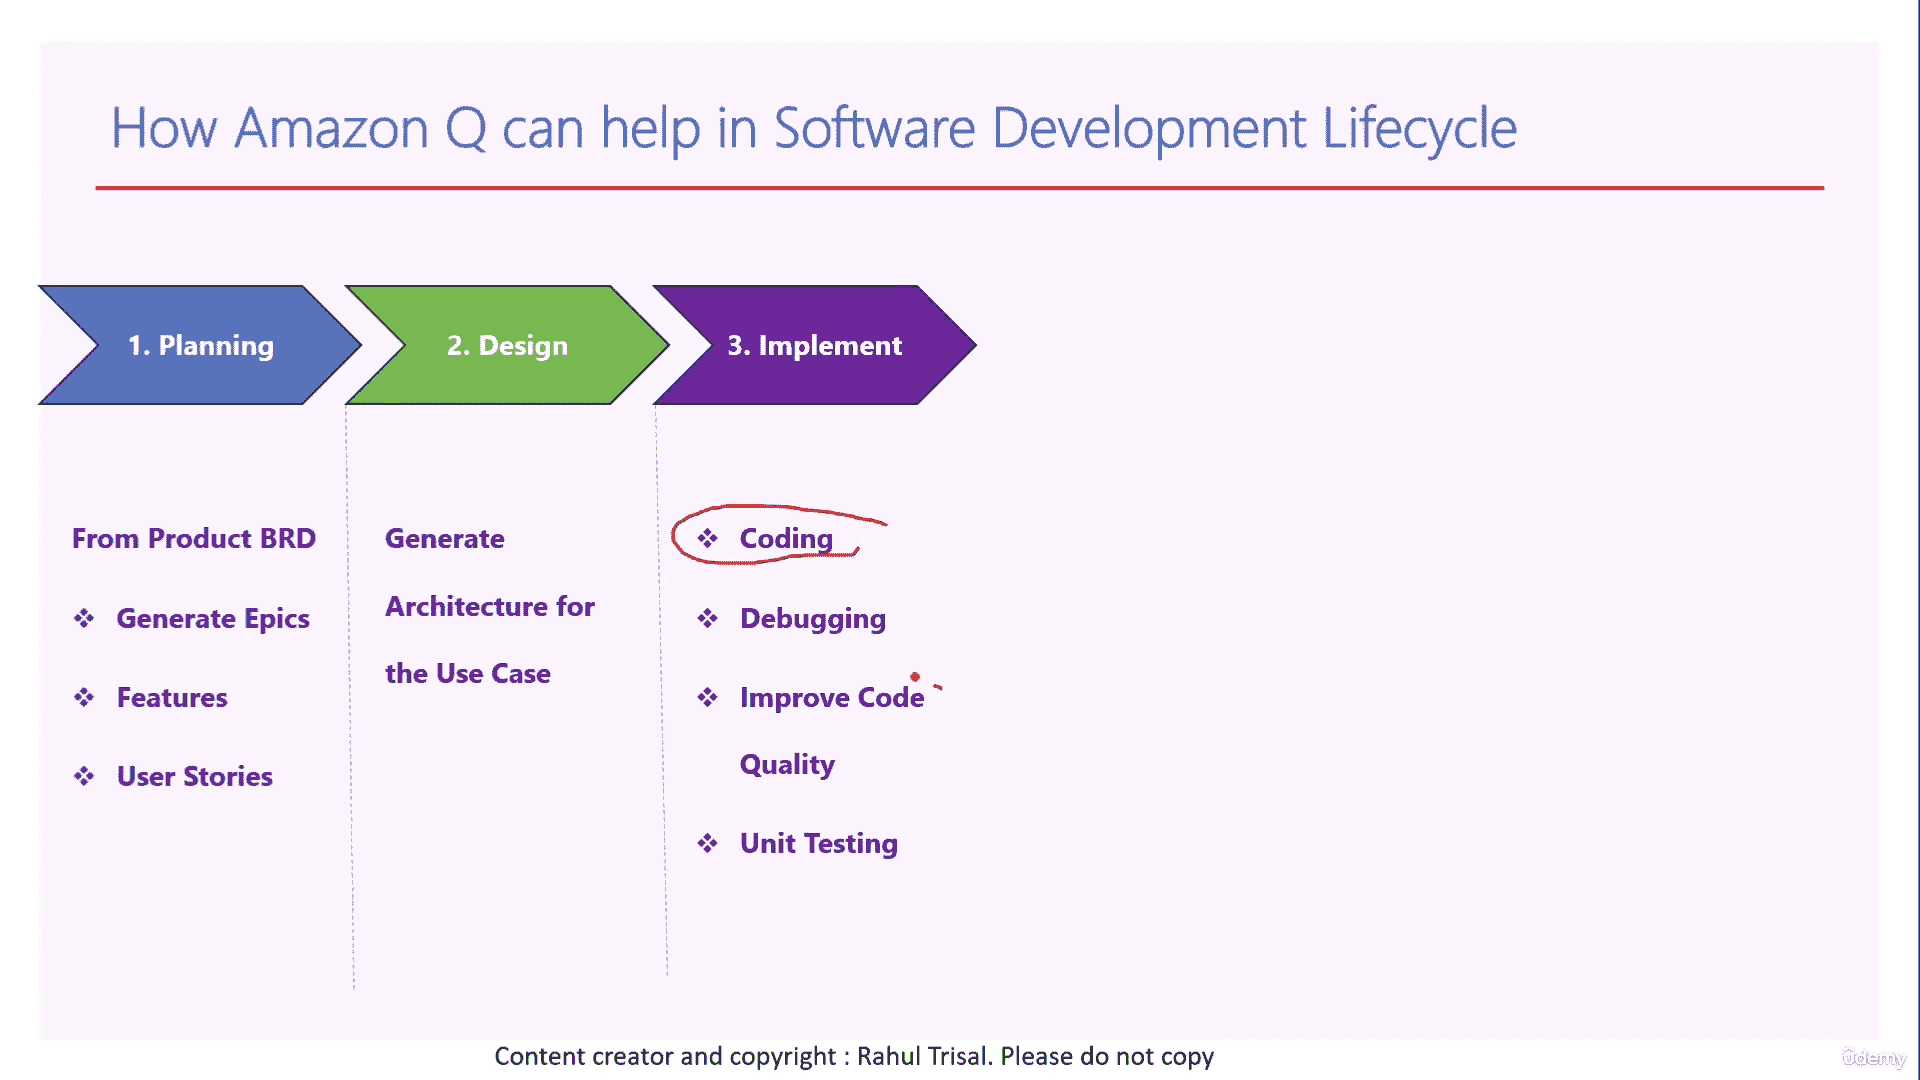 How Amazon Q can help in Software Development Lifecycle
1. Planning
2. Design
3. Implement
From Product BRD
❖ Generate Epics
❖ Features
❖ User Stories
Generate
Architecture for
the Use Case
❖ Coding
❖ Debugging
❖ Improve Code
Quality
❖ Unit Testing
Content creator and copyright : Rahul Trisal. Please do not copy
ûdemy